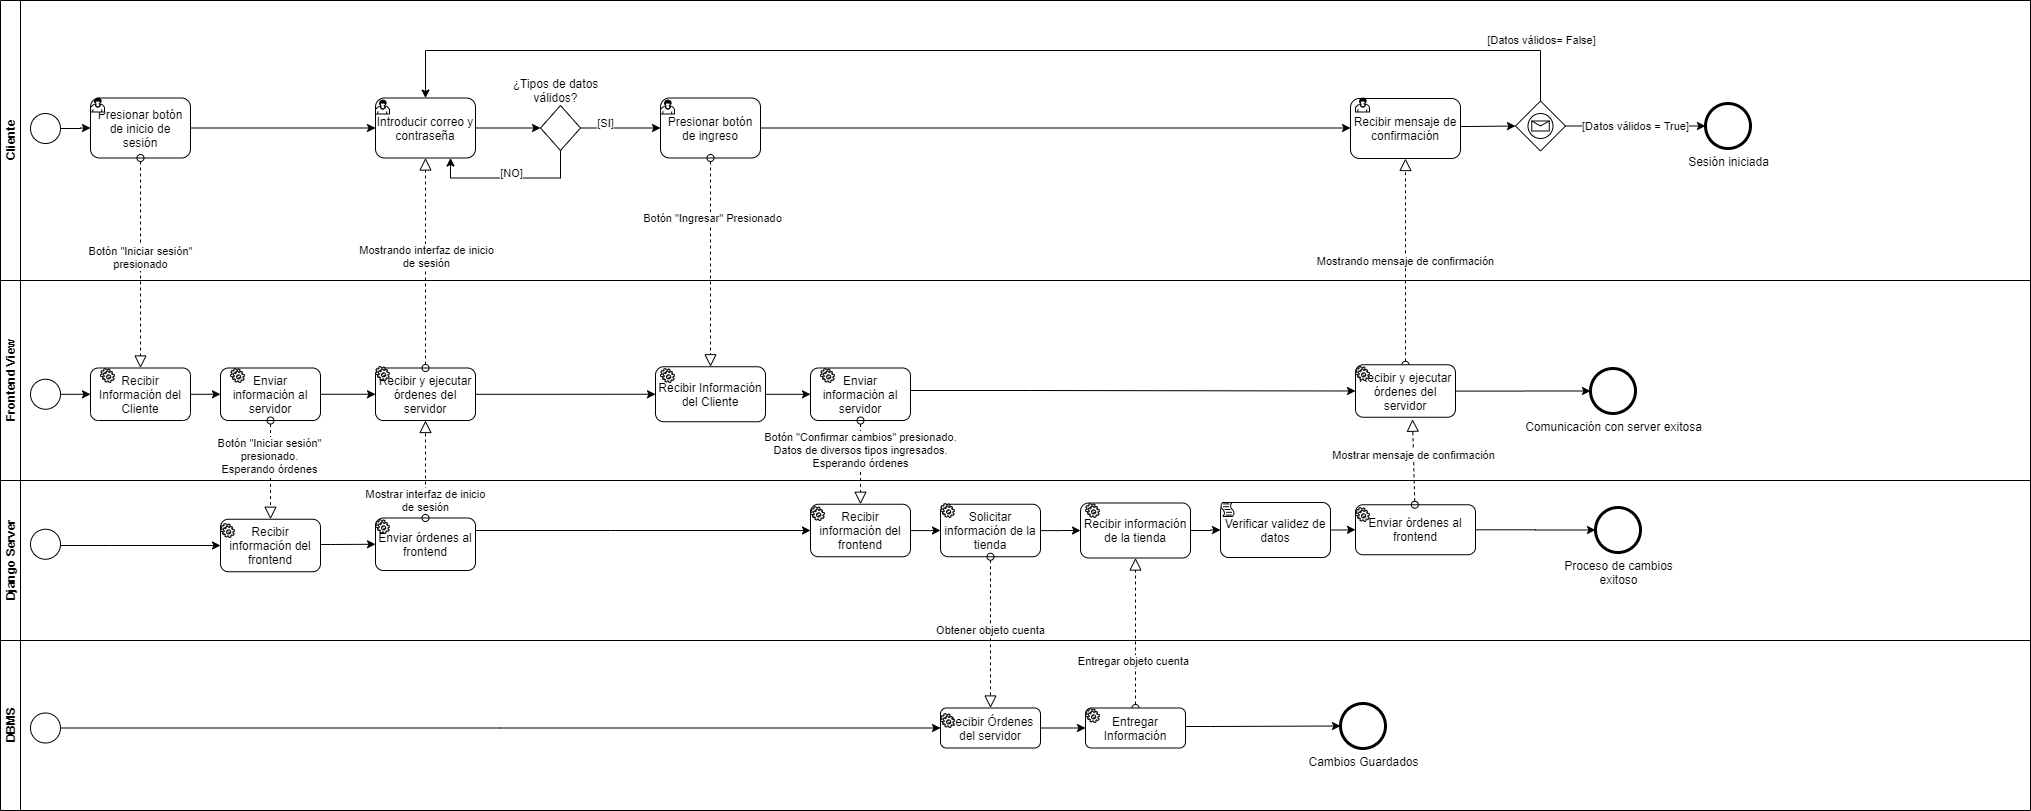 Cliente
Presionar botón
de inicio de
sesión
Introducir correo y
contraseña
¿Tipos de datos
válidos?
[SI]
[NO]
Presionar botón
de ingreso
Recibir mensaje de
confirmación
[Datos válidos= False]
[Datos válidos = True]
Sesión iniciada
Botón "Iniciar sesión"
presionado
Mostrando interfaz de inicio
de sesión
Botón "Ingresar" Presionado
Mostrando mensaje de confirmación
Frontend View
Recibir
Información del
Cliente
Enviar
información al
servidor
Recibir y ejecutar
órdenes del
servidor
Recibir Información
del Cliente
Enviar
información al
servidor
Recibir y ejecutar
órdenes del
servidor
Comunicación con server exitosa
Botón "Iniciar sesión"
presionado.
Esperando órdenes
Mostrar interfaz de inicio
de sesión
Botón "Confirmar cambios" presionado.
Datos de diversos tipos ingresados.
Esperando órdenes
Mostrar mensaje de confirmación
Django Server
Recibir
información del
frontend
Enviar órdenes al
frontend
Recibir
información del
frontend
Solicitar
información de la
tienda
Recibir información
de la tienda
Verificar validez de
datos
Enviar órdenes al
frontend
Proceso de cambios
exitoso
Obtener objeto cuenta
Entregar objeto cuenta
DBMS
Recibir Órdenes
del servidor
Entregar
Información
Cambios Guardados